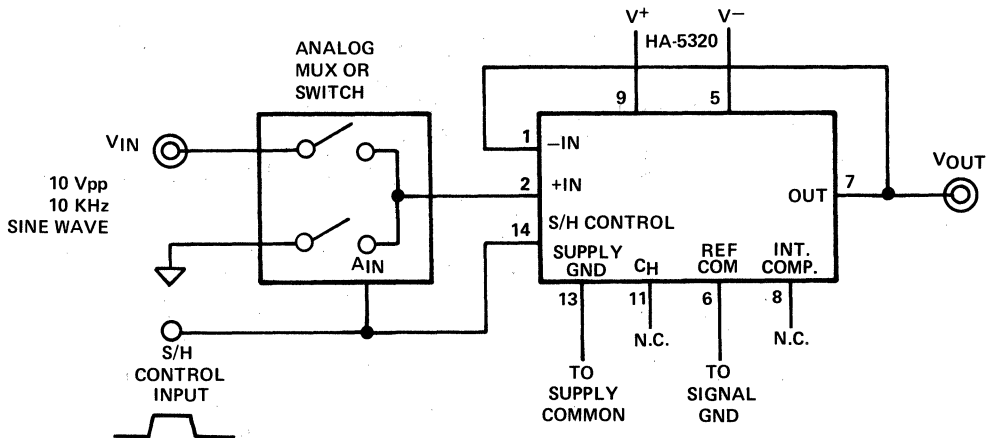 V+
V−
HA-5320
ANALOG
MUX OR
SWITCH
9
5
VIN
1
−IN
10 Vpp
10 KHz
SINE WAVE
2
+IN
OUT
7
VOUT
14
S/H CONTROL
SUPPLY
GND
CH
REF
COM
INT.
COMP.
AIN
13
11
6
8
N.C.
N.C.
S/H
CONTROL
INPUT
TO
SUPPLY
COMMON
TO
SIGNAL
GND